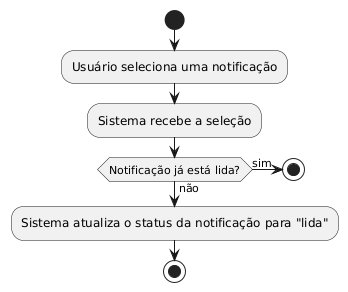 Usuário seleciona uma notificação
Sistema recebe a seleção
Notificação já está lida?
sim
não
Sistema atualiza o status da notificação para "lida"